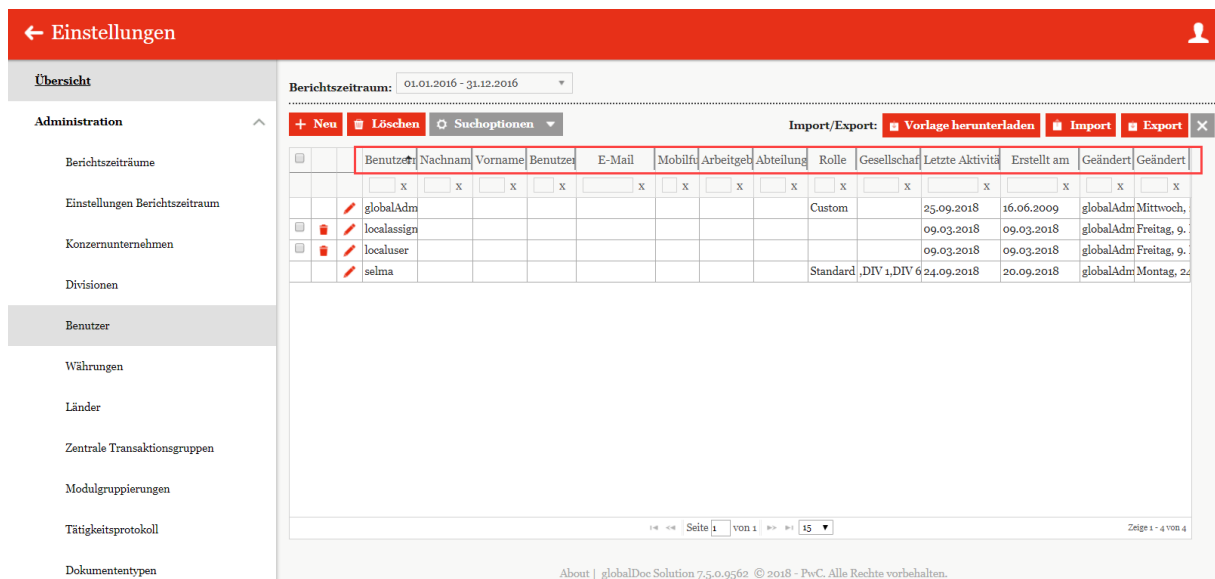 Einstellungen
Übersicht
Berichtszeitraum: 01.01.2016 - 31.12.2016
Administration
Neu Löschen Suchoptionen Import/Export: Vorlage herunterladen Import Export
Berichtszeiträume
Benutzern Nachnam Vorname Benutzer E-Mail Mobilfu Arbeitgeb Abteilung Rolle Gesellschaf Letzte Aktivitä Erstellt am Geändert Geändert
x x x x x x x x x x x x x x
Einstellungen Berichtszeitraum
globalAdm Custom 25.09.2018 16.06.2009 globalAdm Mittwoch,
localassign 09.03.2018 09.03.2018 globalAdm Freitag, 9.
Konzernunternehmen
localuser 09.03.2018 09.03.2018 globalAdm Freitag, 9.
selma Standard ,DIV 1,DIV 6 24.09.2018 20.09.2018 globalAdm Montag, 24
Divisionen
Benutzer
Währungen
Länder
Zentrale Transaktionsgruppen
Modulgruppierungen
Tätigkeitsprotokoll
Seite 1 von 1 15 Zeige 1 - 4 von 4
Dokumententypen
About | globalDoc Solution 7.5.0.9562 © 2018 - PwC. Alle Rechte vorbehalten.